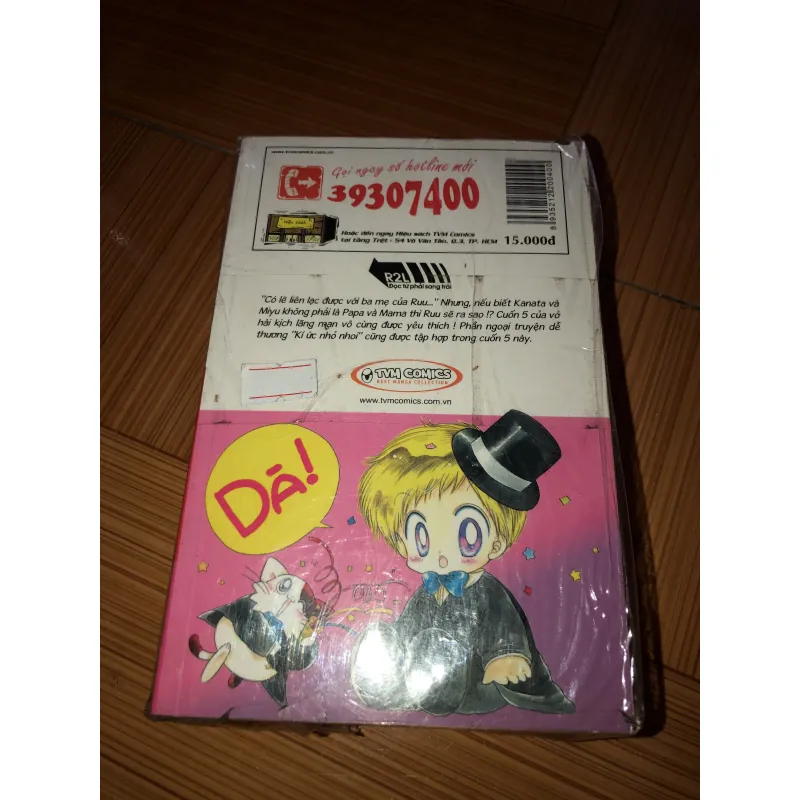 www.tvmcomics.com.vn
Gọi ngay số hotline mới
39307400
Hoặc đến ngay Hiệu sách TVM Comics
tại tầng Trệt - 54 Võ Văn Tần, Q.3, TP. HCM
15.000đ
8935212200400
R2L
Đọc từ phải sang trái
"Có lẽ liên lạc được với ba mẹ của Ruu..." Nhưng, nếu biết Kanata và
Miyu không phải là Papa và Mama thì Ruu sẽ ra sao !? Cuốn 5 của vở
hài kịch lãng mạn vô cùng được yêu thích ! Phần ngoại truyện dễ
thương "Kí ức nhỏ nhoi" cũng được tập hợp trong cuốn 5 này.
TVM COMICS
BEST MANGA COLLECTION
www.tvmcomics.com.vn
DĀ!